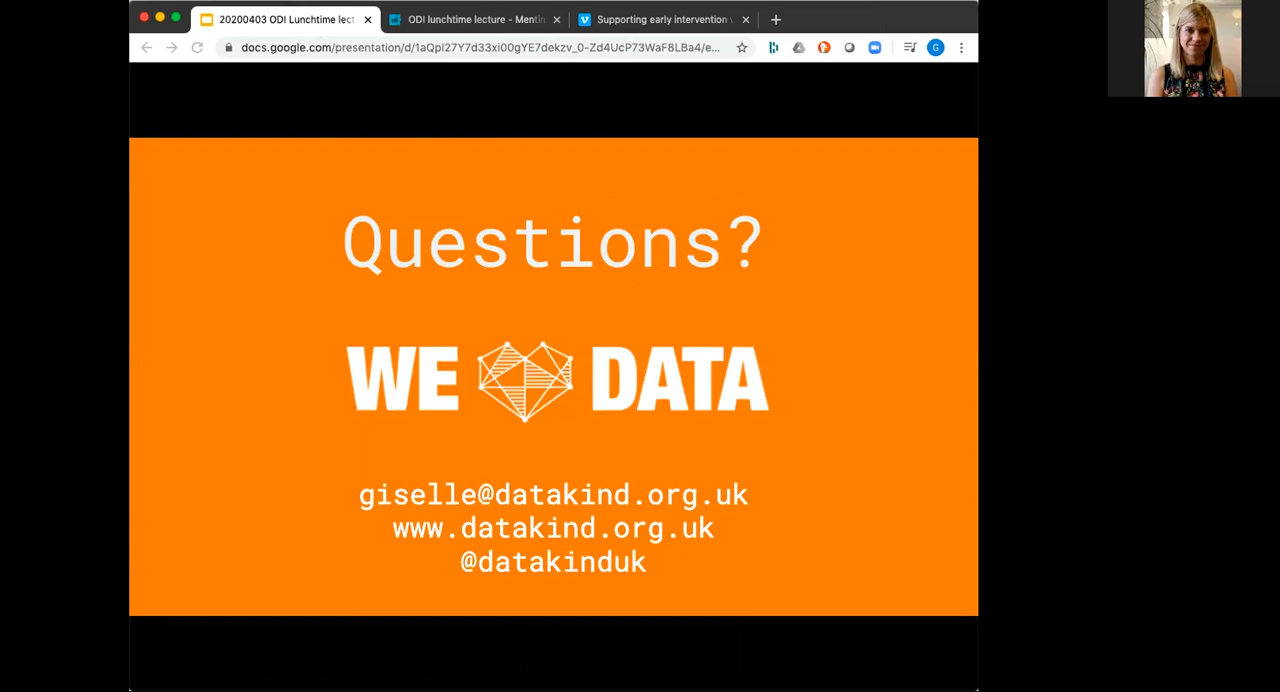 20200403 ODI Lunchtime lect
ODI lunchtime lecture - Mentin
Supporting early intervention
docs.google.com/presentation/d/1aQpl27Y7d33xi00gYE7dekzv_0-Zd4UcP73WaF8LBa4/e...
G
Questions?
WE DATA
giselle@datakind.org.uk
www.datakind.org.uk
@datakinduk